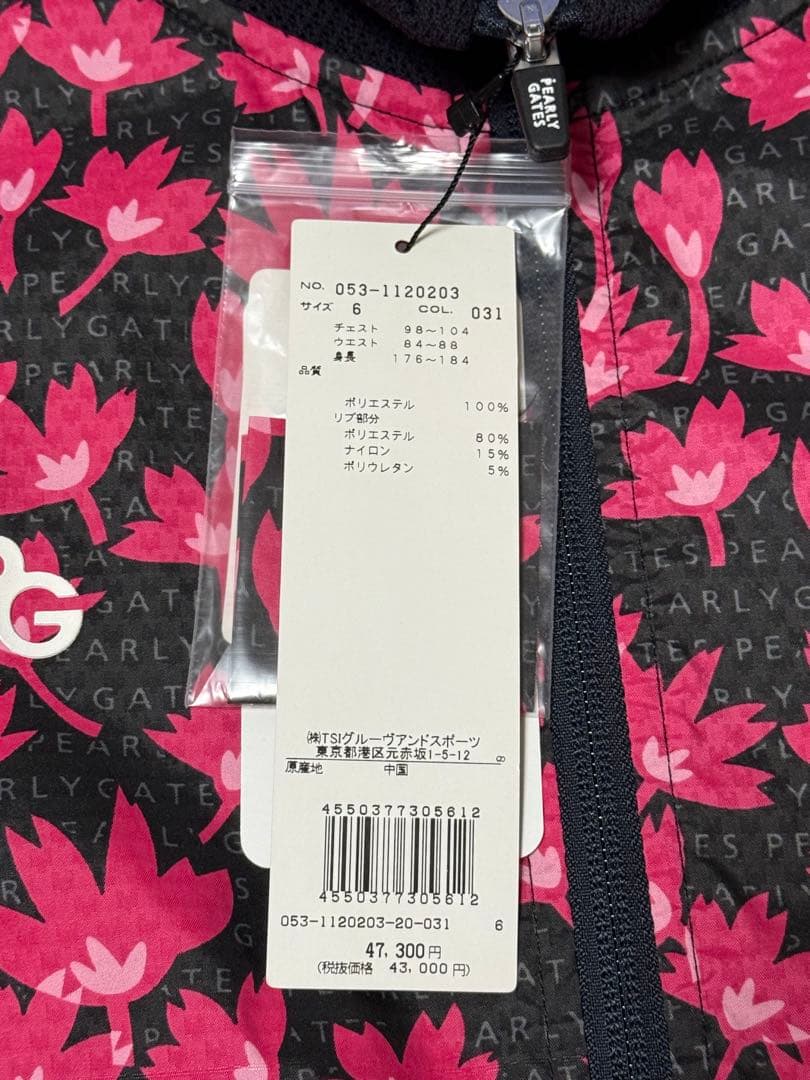 PEARLY
GATES
NO. 053-1120203
サイズ 6 COL. 031
チェスト 98~104
ウエスト 84~88
身長 176~184
品質
ポリエステル 100%
リブ部分
ポリエステル 80%
ナイロン 15%
ポリウレタン 5%
㈱TSIグルーヴアンドスポーツ
東京都港区元赤坂1-5-12 8
原産地 中国
4550377305612
4550377305612
053-1120203-20-031 6
47,300円
(税抜価格 43,000円)
PG
PEARLYGATES